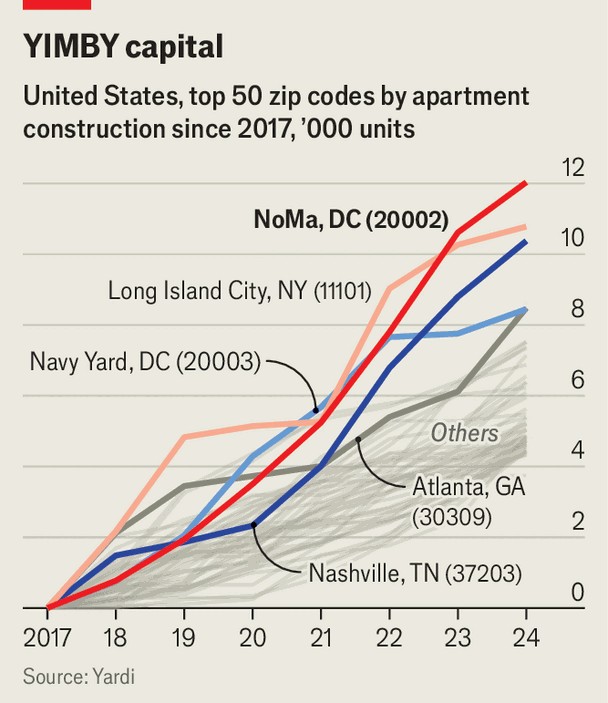 YIMBY capital
United States, top 50 zip codes by apartment
construction since 2017, ’000 units
12
NoMa, DC (20002)
10
Long Island City, NY (11101)
8
Navy Yard, DC (20003)
6
Others
4
Atlanta, GA
(30309)
2
Nashville, TN (37203)
0
2017 18 19 20 21 22 23 24
Source: Yardi